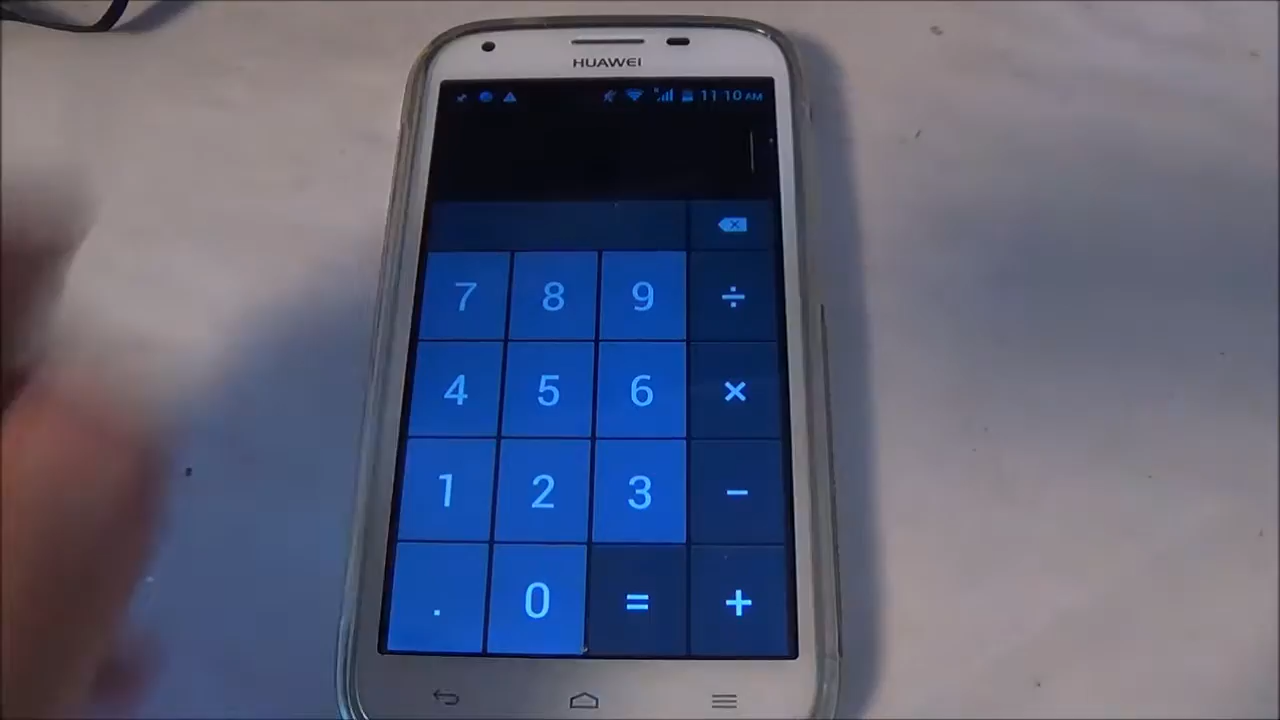 HUAWEI
11:10 AM
7 8 9 ÷
4 5 6 ×
1 2 3 −
. 0 = +